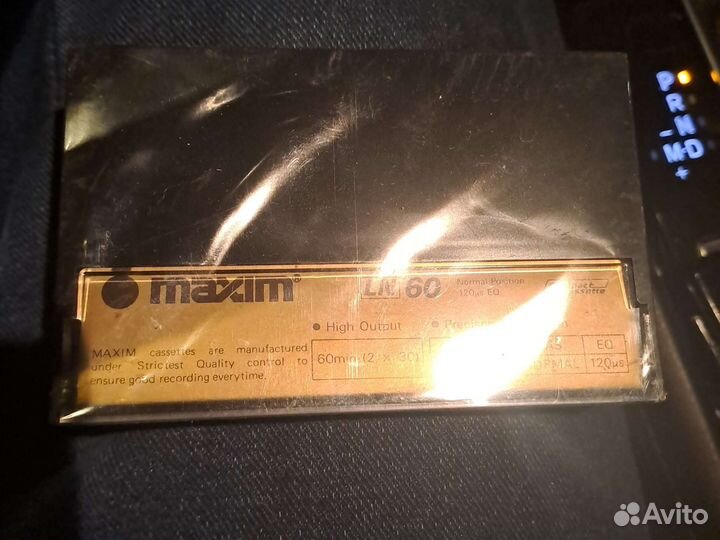 maxim LN 60 Normal Position
120µs EQ
• High Output
MAXIM cassettes are manufactured
under Strictest Quality control to
ensure good recording everytime.
60min.(2 x 30)
EQ
120µs
P
R
N
M-D
+
Avito